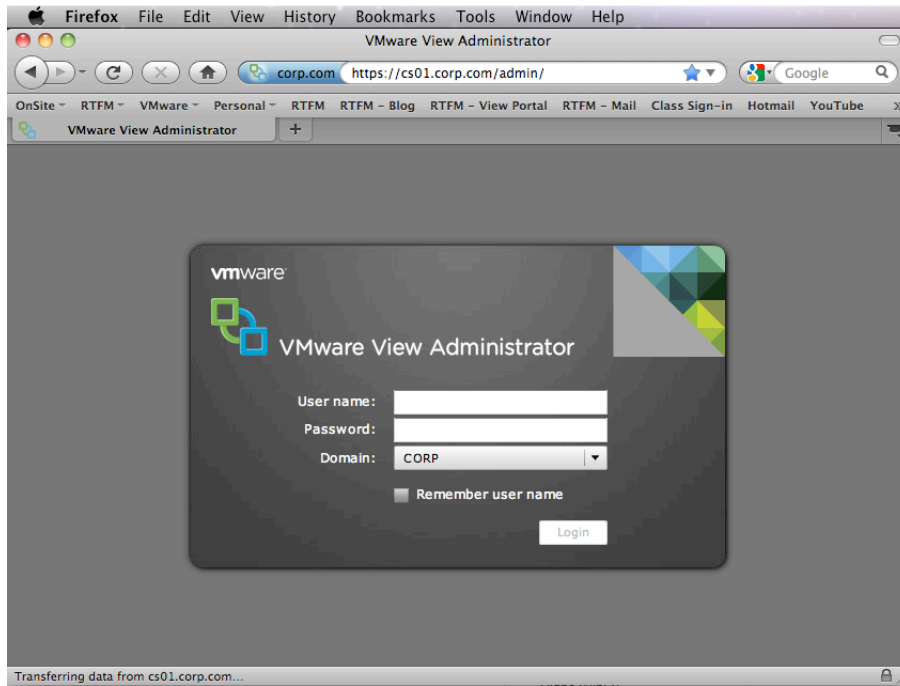 Firefox File Edit View History Bookmarks Tools Window Help
VMware View Administrator
corp.com https://cs01.corp.com/admin/ Google
OnSite RTFM VMware Personal RTFM RTFM - Blog RTFM - View Portal RTFM - Mail Class Sign-in Hotmail YouTube »
VMware View Administrator +
vmware
VMware View Administrator
User name:
Password:
Domain: CORP
Remember user name
Login
Transferring data from cs01.corp.com...